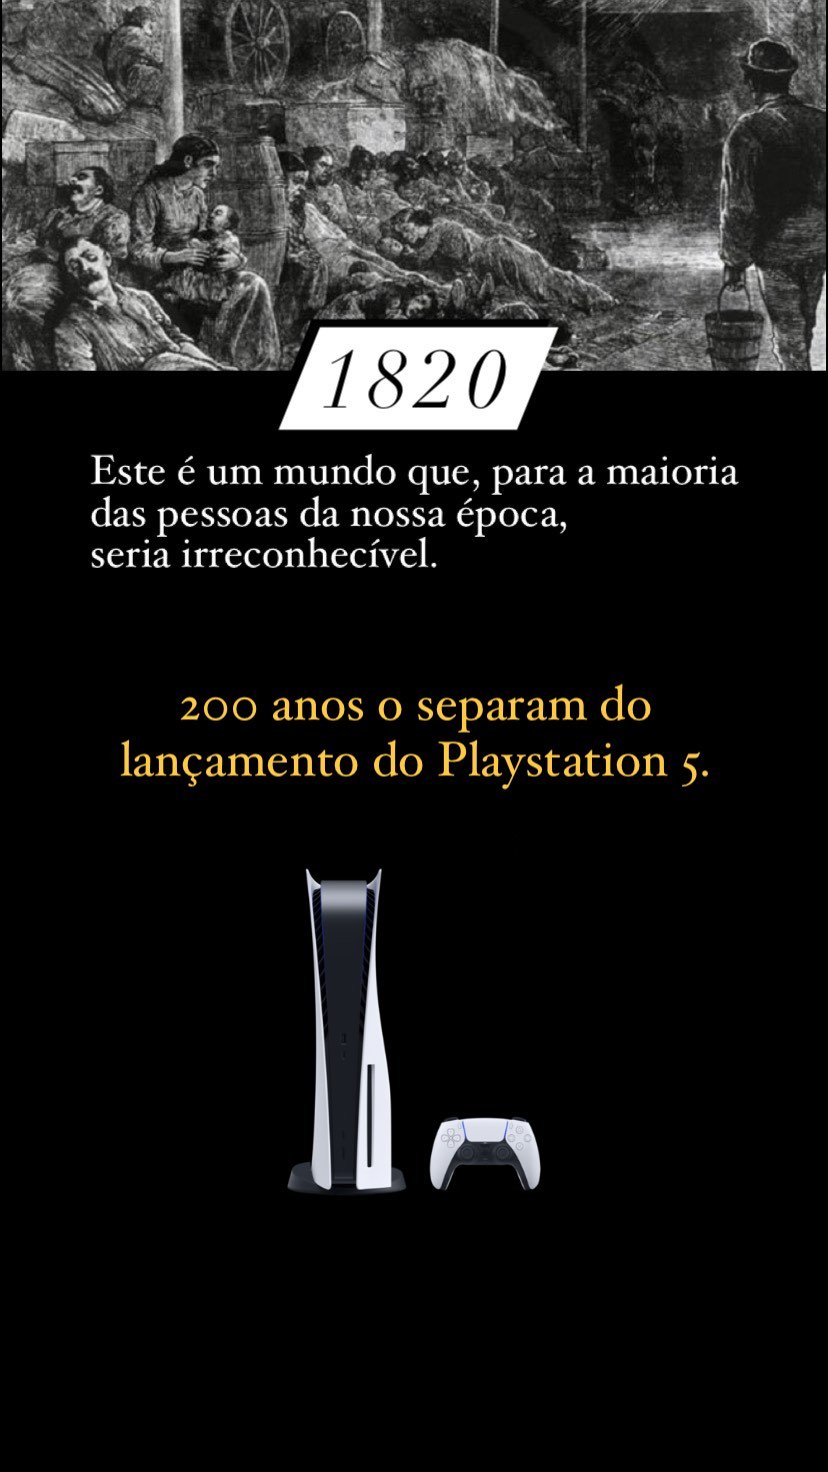 1820
Este é um mundo que, para a maioria
das pessoas da nossa época,
seria irreconhecível.
200 anos o separam do
lançamento do Playstation 5.